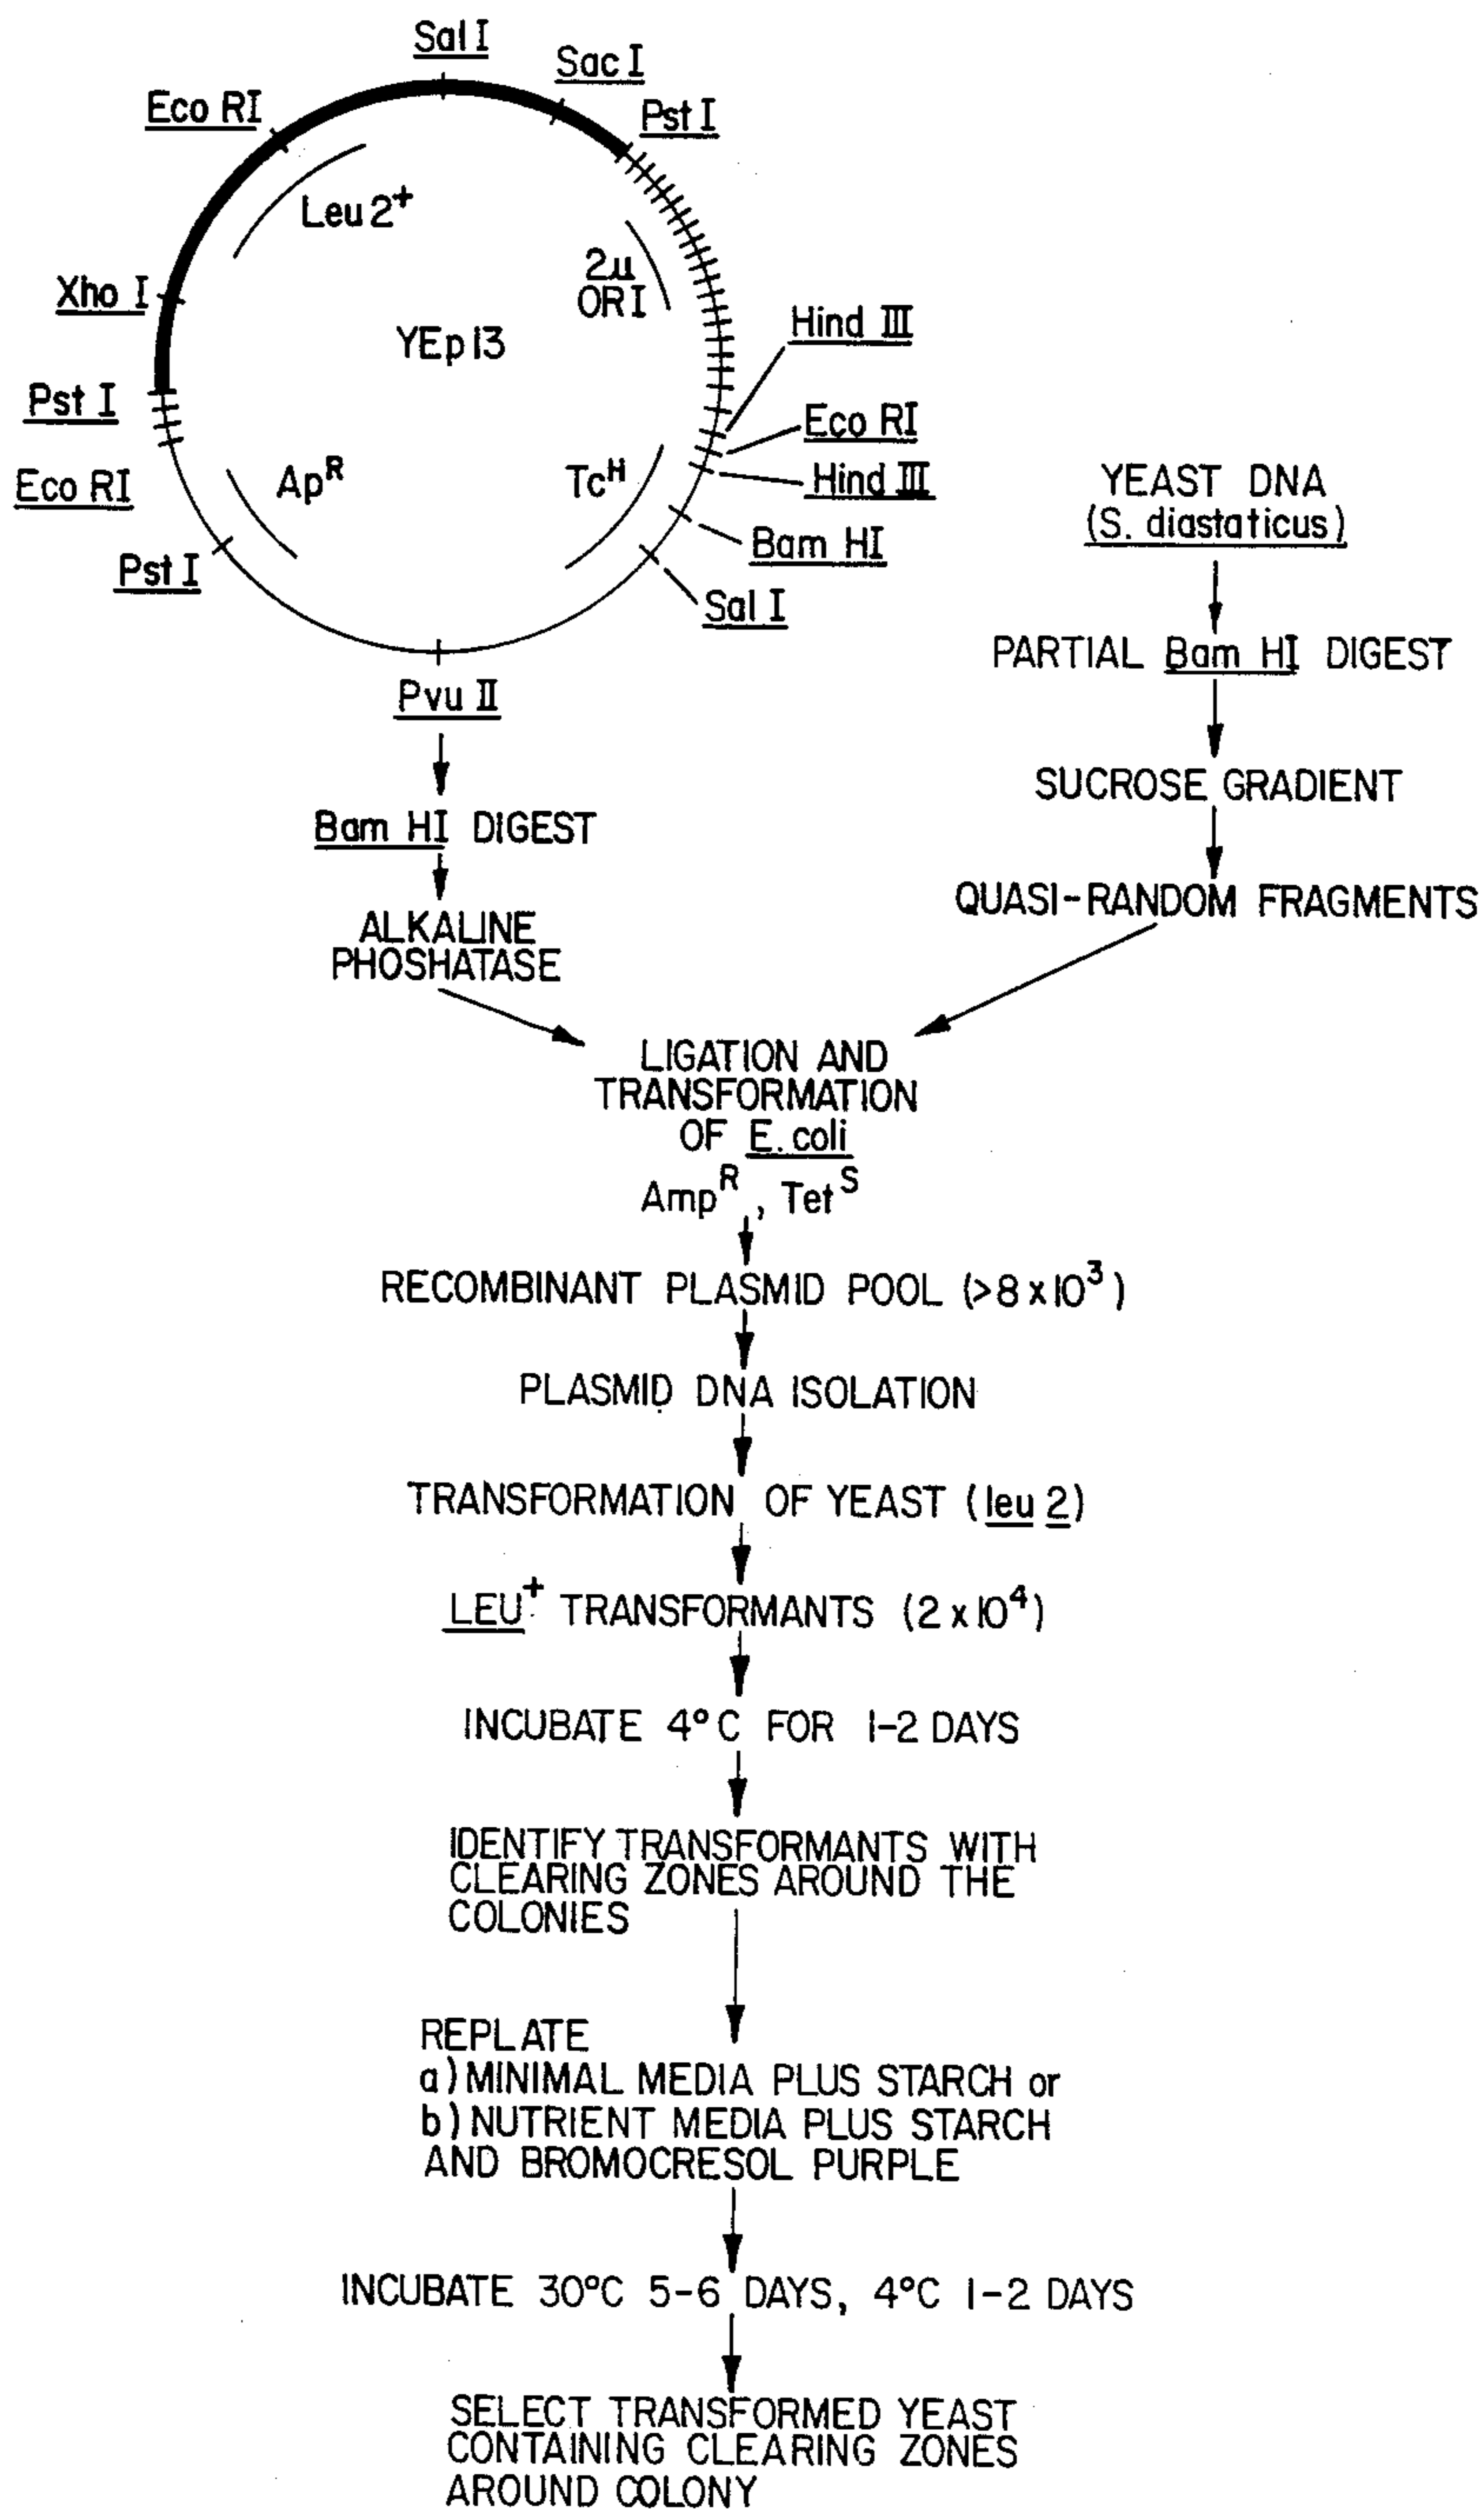 Sal I
Sac I
Eco RI
Pst I
Leu 2⁺
2µ
ORI
Xho I
YEp 13
Hind III
Pst I
Eco RI
Ap^R
Tc^H
Hind III
Eco RI
Bam HI
Pst I
Sal I
Pvu II
YEAST DNA
(S. diastaticus)
PARTIAL Bam HI DIGEST
SUCROSE GRADIENT
QUASI-RANDOM FRAGMENTS
Bam HI DIGEST
ALKALINE
PHOSHATASE
LIGATION AND
TRANSFORMATION
OF E. coli
Amp^R , Tet^S
RECOMBINANT PLASMID POOL (>8 x 10³)
PLASMID DNA ISOLATION
TRANSFORMATION OF YEAST (leu 2)
LEU⁺ TRANSFORMANTS (2 x 10⁴)
INCUBATE 4°C FOR 1-2 DAYS
IDENTIFY TRANSFORMANTS WITH
CLEARING ZONES AROUND THE
COLONIES
REPLATE
a) MINIMAL MEDIA PLUS STARCH or
b) NUTRIENT MEDIA PLUS STARCH
AND BROMOCRESOL PURPLE
INCUBATE 30°C 5-6 DAYS, 4°C 1-2 DAYS
SELECT TRANSFORMED YEAST
CONTAINING CLEARING ZONES
AROUND COLONY